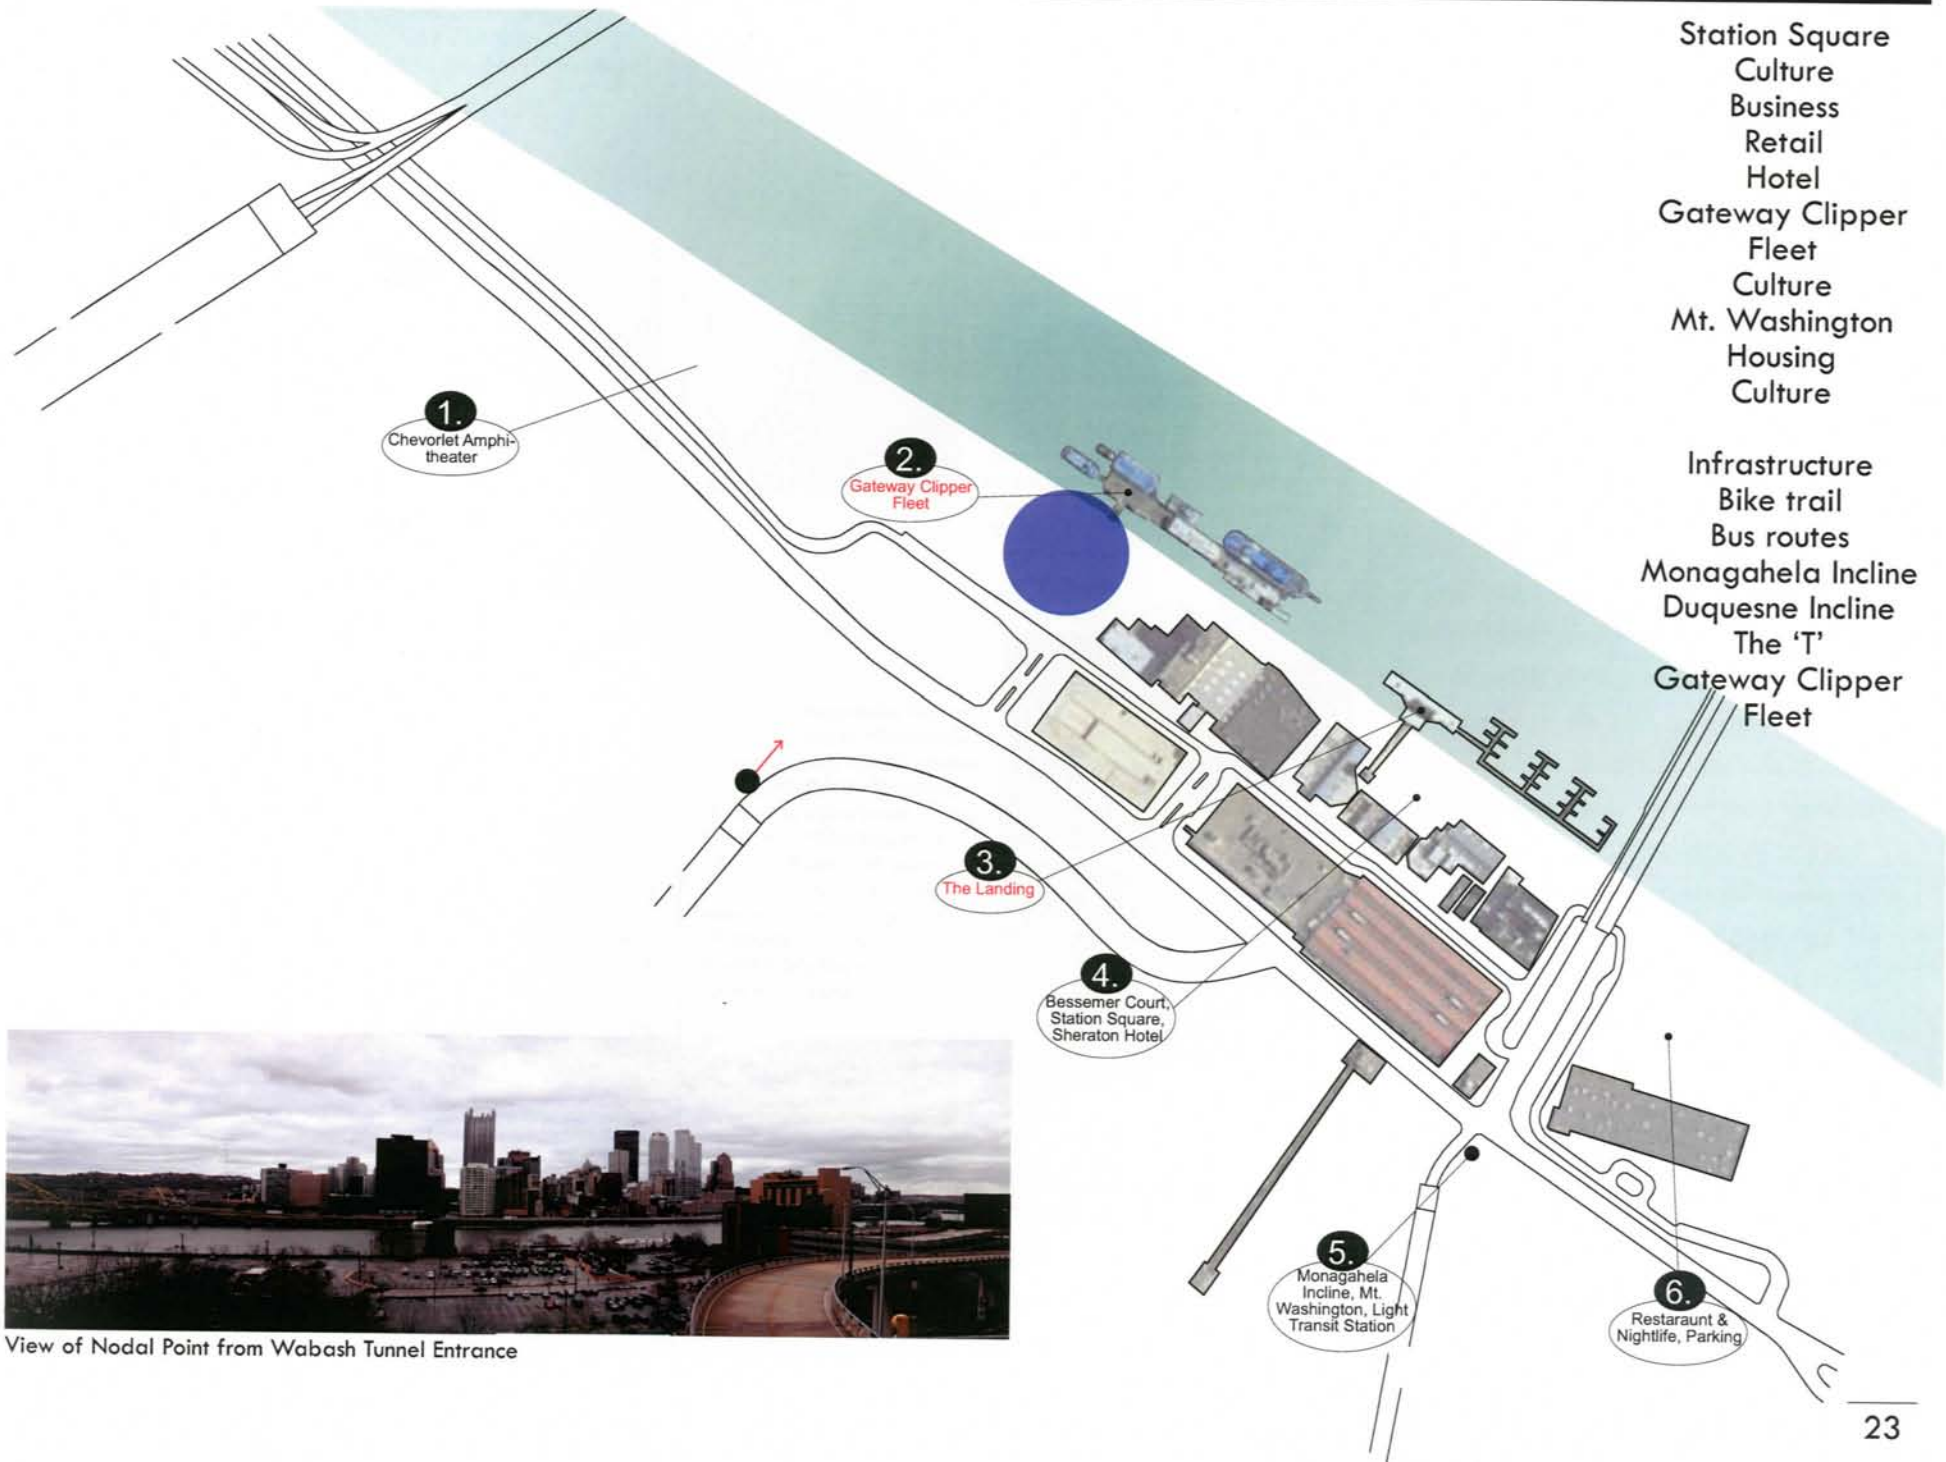 Station Square
Culture
Business
Retail
Hotel
Gateway Clipper
Fleet
Culture
Mt. Washington
Housing
Culture
Infrastructure
Bike trail
Bus routes
Monagahela Incline
Duquesne Incline
The ‘T’
Gateway Clipper
Fleet
1.
Chevorlet Amphi-
theater
2.
Gateway Clipper
Fleet
3.
The Landing
4.
Bessemer Court,
Station Square,
Sheraton Hotel
5.
Monagahela
Incline, Mt.
Washington, Light
Transit Station
6.
Restaraunt &
Nightlife, Parking
View of Nodal Point from Wabash Tunnel Entrance
23